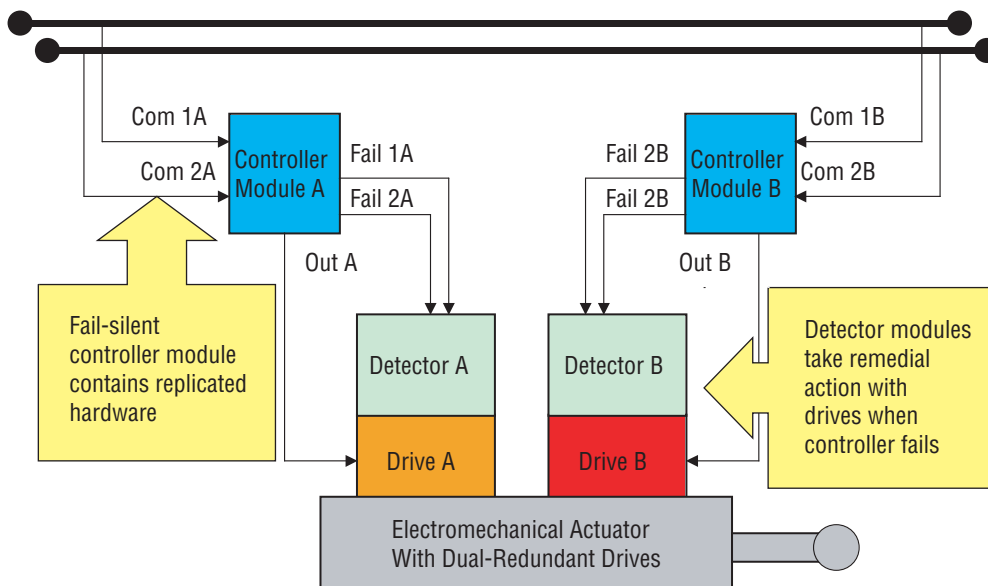 Com 1A
Com 2A
Controller
Module A
Fail 1A
Fail 2A
Out A
Com 1B
Com 2B
Controller
Module B
Fail 2B
Fail 2B
Out B
Fail-silent
controller module
contains replicated
hardware
Detector A
Detector B
Detector modules
take remedial
action with
drives when
controller fails
Drive A
Drive B
Electromechanical Actuator
With Dual-Redundant Drives